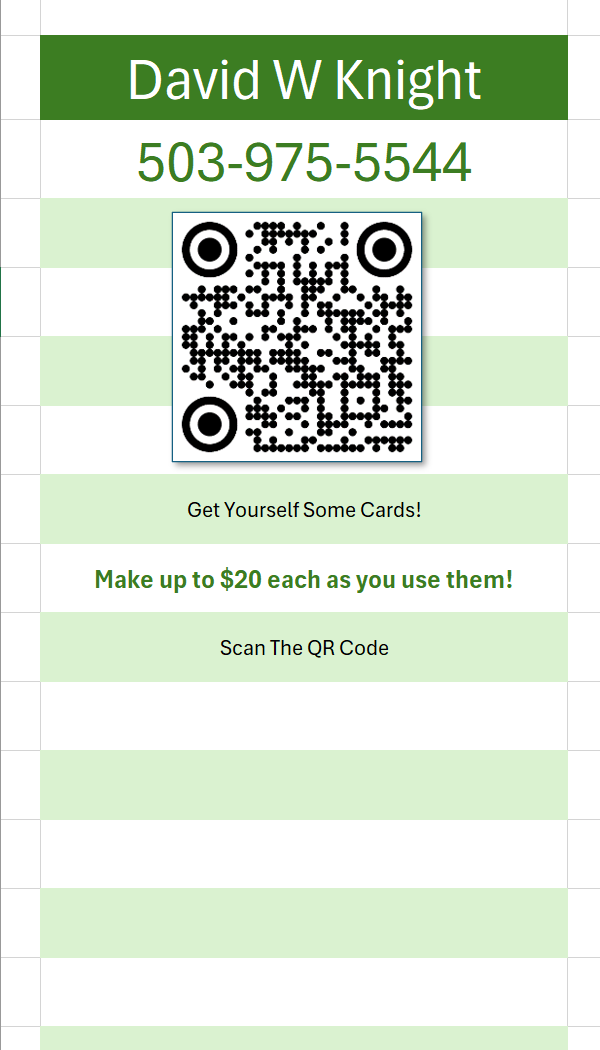 David W Knight
503-975-5544
Get Yourself Some Cards!
Make up to $20 each as you use them!
Scan The QR Code